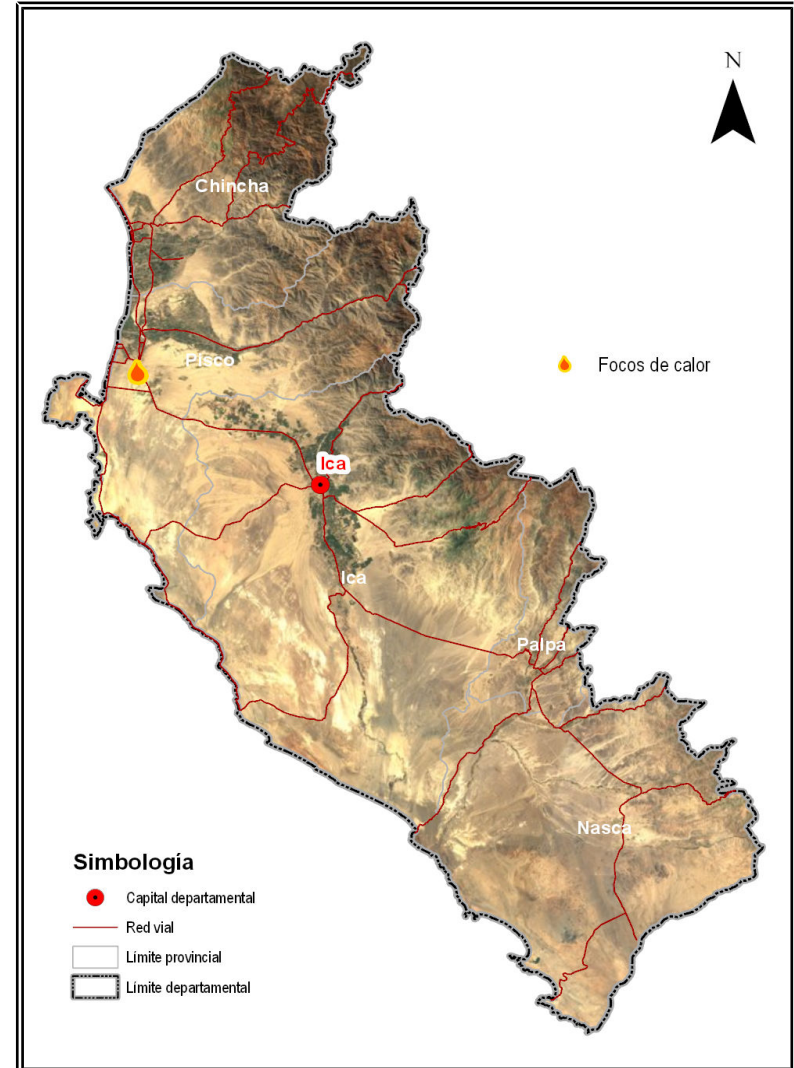 N
Chincha
Pisco
Focos de calor
Ica
Ica
Palpa
Nasca
Simbología
Capital departamental
Red vial
Límite provincial
Límite departamental